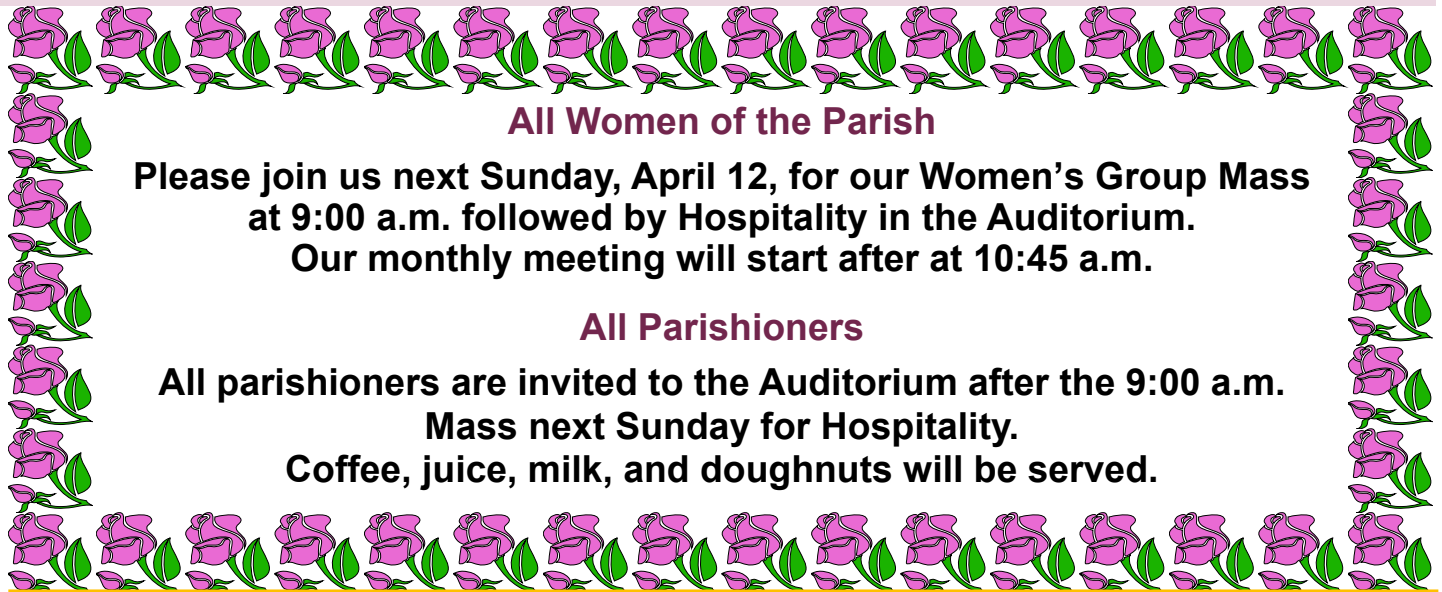 All Women of the Parish
Please join us next Sunday, April 12, for our Women’s Group Mass
at 9:00 a.m. followed by Hospitality in the Auditorium.
Our monthly meeting will start after at 10:45 a.m.
All Parishioners
All parishioners are invited to the Auditorium after the 9:00 a.m.
Mass next Sunday for Hospitality.
Coffee, juice, milk, and doughnuts will be served.